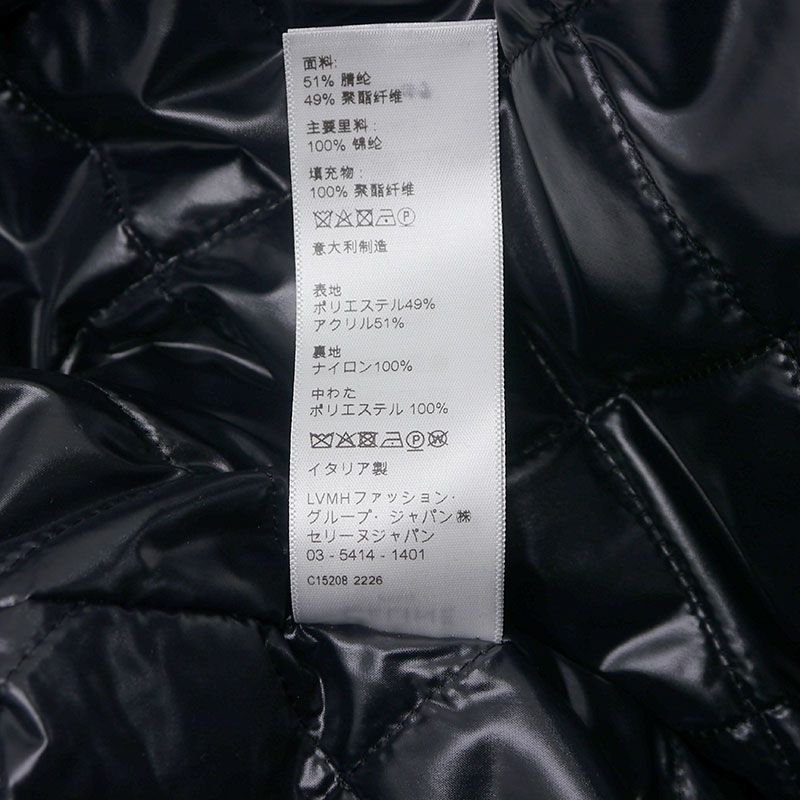 面料:
51% 腈纶
49% 聚酯纤维
主要里料:
100% 锦纶
填充物:
100% 聚酯纤维
意大利制造
表地
ポリエステル49%
アクリル51%
裏地
ナイロン100%
中わた
ポリエステル 100%
イタリア製
LVMHファッション・
グループ・ジャパン㈱
セリーヌジャパン
03 - 5414 - 1401
C15208 2226